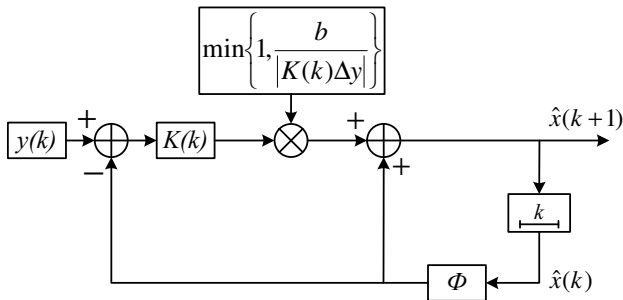 min{1, b / |K(k)Δy|}
+ + x̂(k+1)
y(k) K(k)
− +
k
Φ x̂(k)